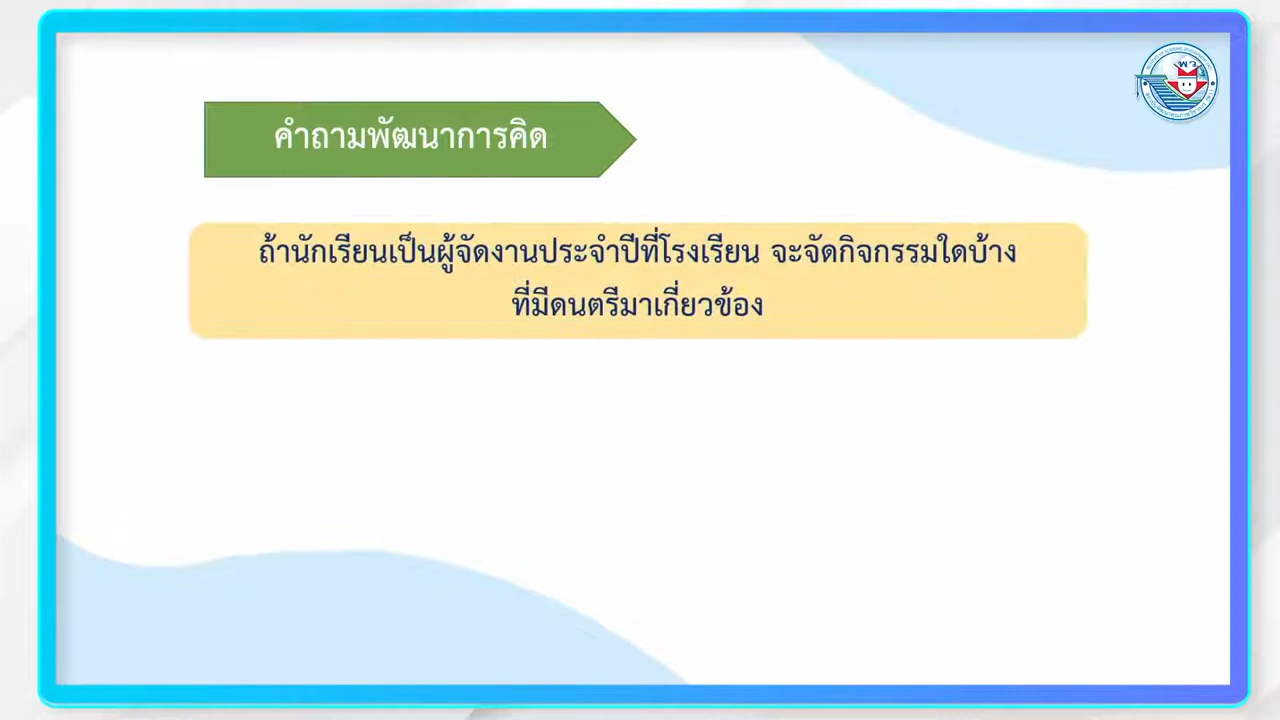 คำถามพัฒนาการคิด
ถ้านักเรียนเป็นผู้จัดงานประจำปีที่โรงเรียน จะจัดกิจกรรมใดบ้าง
ที่มีดนตรีมาเกี่ยวข้อง
พว